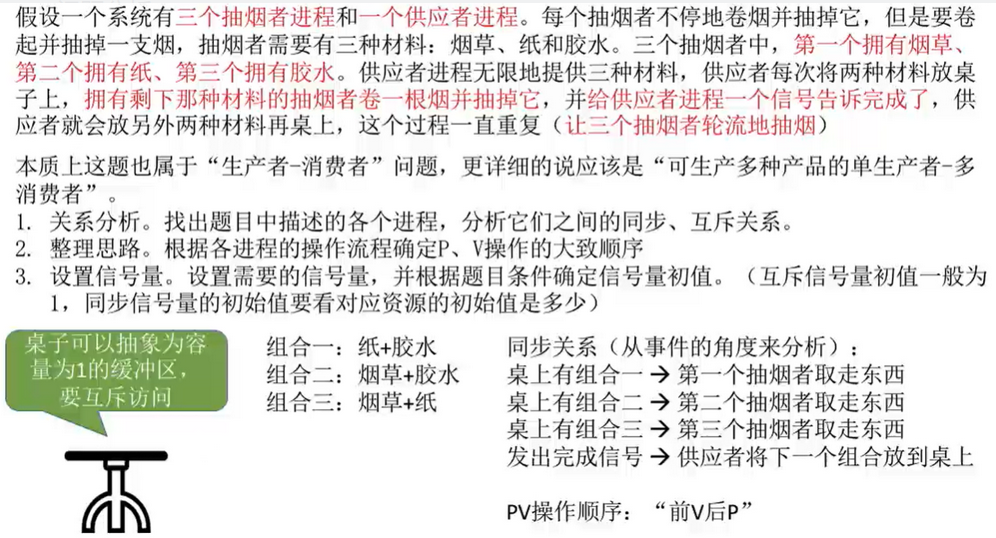 假设一个系统有三个抽烟者进程和一个供应者进程。每个抽烟者不停地卷烟并抽掉它，但是要卷
起并抽掉一支烟，抽烟者需要有三种材料：烟草、纸和胶水。三个抽烟者中，第一个拥有烟草、
第二个拥有纸、第三个拥有胶水。供应者进程无限地提供三种材料，供应者每次将两种材料放桌
子上，拥有剩下那种材料的抽烟者卷一根烟并抽掉它，并给供应者进程一个信号告诉完成了，供
应者就会放另外两种材料再桌上，这个过程一直重复（让三个抽烟者轮流地抽烟）
本质上这题也属于“生产者-消费者”问题，更详细的说应该是“可生产多种产品的单生产者-多
消费者”。
1. 关系分析。找出题目中描述的各个进程，分析它们之间的同步、互斥关系。
2. 整理思路。根据各进程的操作流程确定P、V操作的大致顺序
3. 设置信号量。设置需要的信号量，并根据题目条件确定信号量初值。（互斥信号量初值一般为
1，同步信号量的初始值要看对应资源的初始值是多少）
桌子可以抽象为容
量为1的缓冲区，
要互斥访问
组合一：纸+胶水
组合二：烟草+胶水
组合三：烟草+纸
同步关系（从事件的角度来分析）：
桌上有组合一 → 第一个抽烟者取走东西
桌上有组合二 → 第二个抽烟者取走东西
桌上有组合三 → 第三个抽烟者取走东西
发出完成信号 → 供应者将下一个组合放到桌上
PV操作顺序：“前V后P”